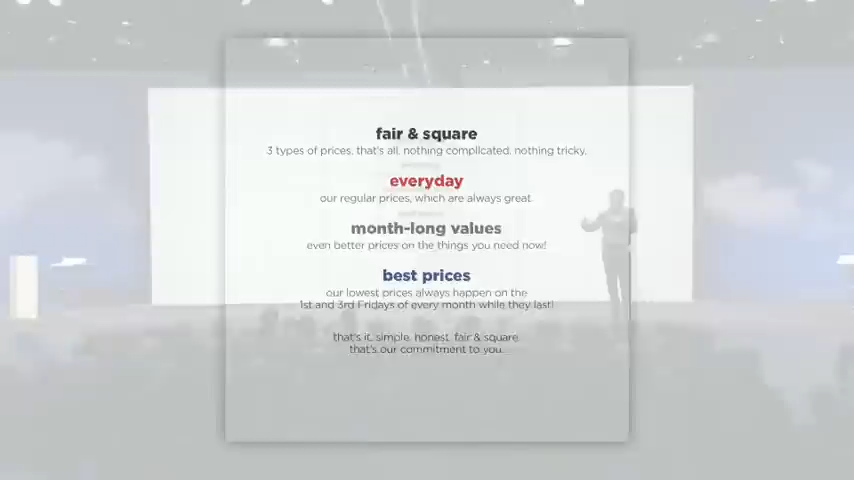 fair & square
3 types of prices, that's all. nothing complicated. nothing tricky.
everyday
our regular prices, which are always great.
month-long values
even better prices on the things you need now!
best prices
our lowest prices always happen on the
1st and 3rd Fridays of every month while they last!
that's it. simple. honest. fair & square.
that's our commitment to you.